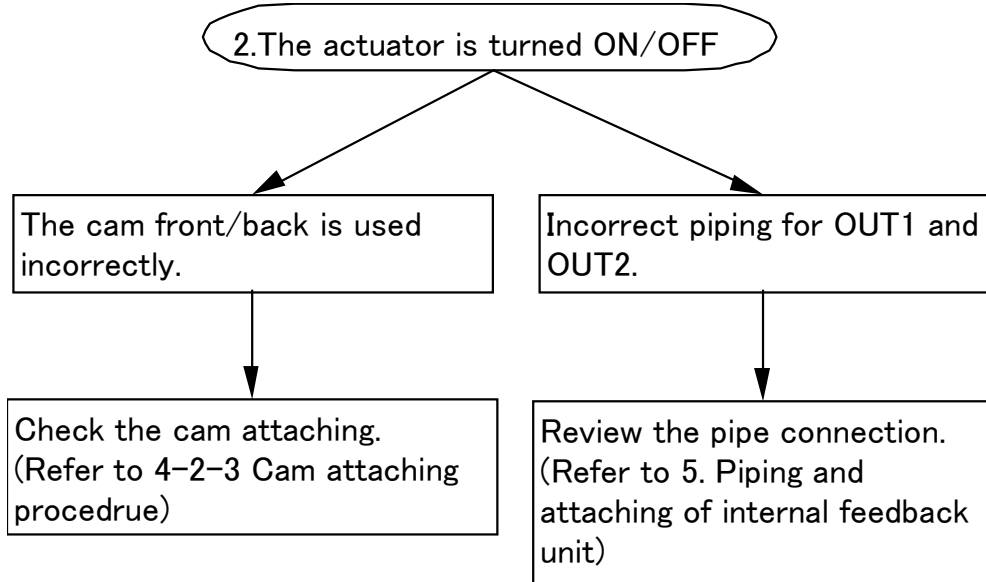 2.The actuator is turned ON/OFF
The cam front/back is used
incorrectly.
Incorrect piping for OUT1 and
OUT2.
Check the cam attaching.
(Refer to 4-2-3 Cam attaching
procedrue)
Review the pipe connection.
(Refer to 5. Piping and
attaching of internal feedback
unit)